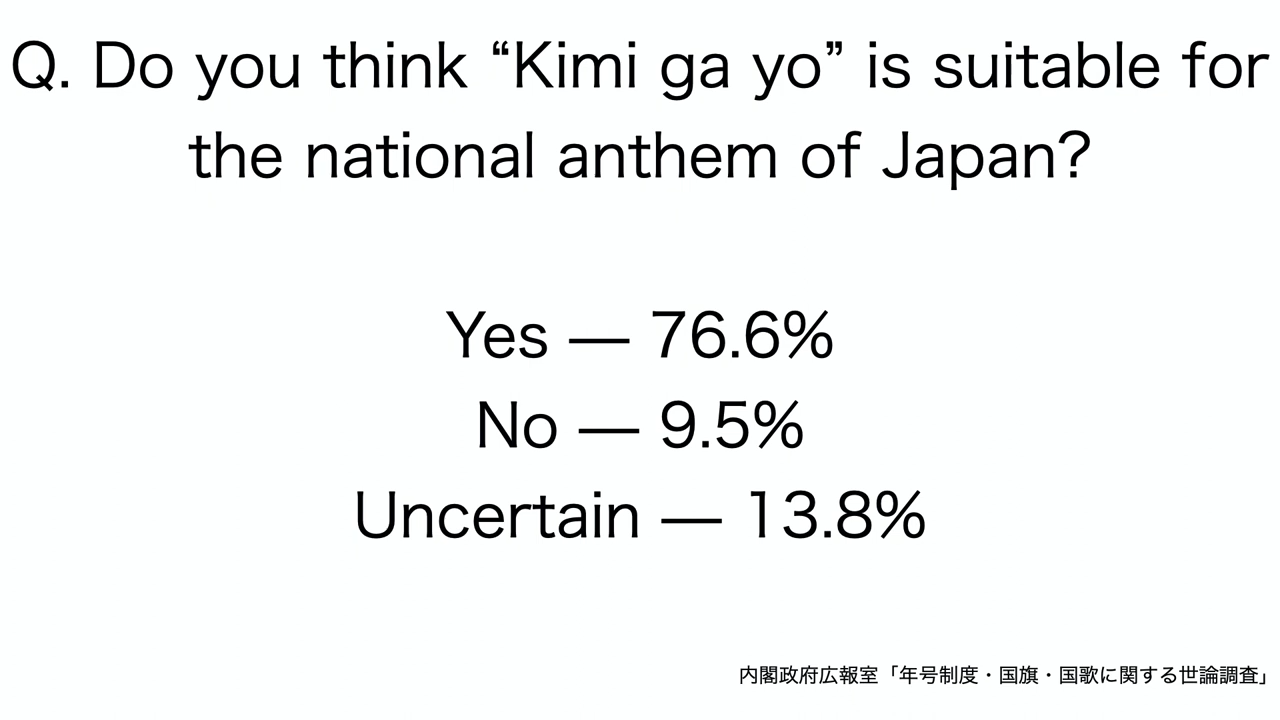 Q. Do you think “Kimi ga yo” is suitable for
the national anthem of Japan?
Yes — 76.6%
No — 9.5%
Uncertain — 13.8%
内閣政府広報室「年号制度・国旗・国歌に関する世論調査」